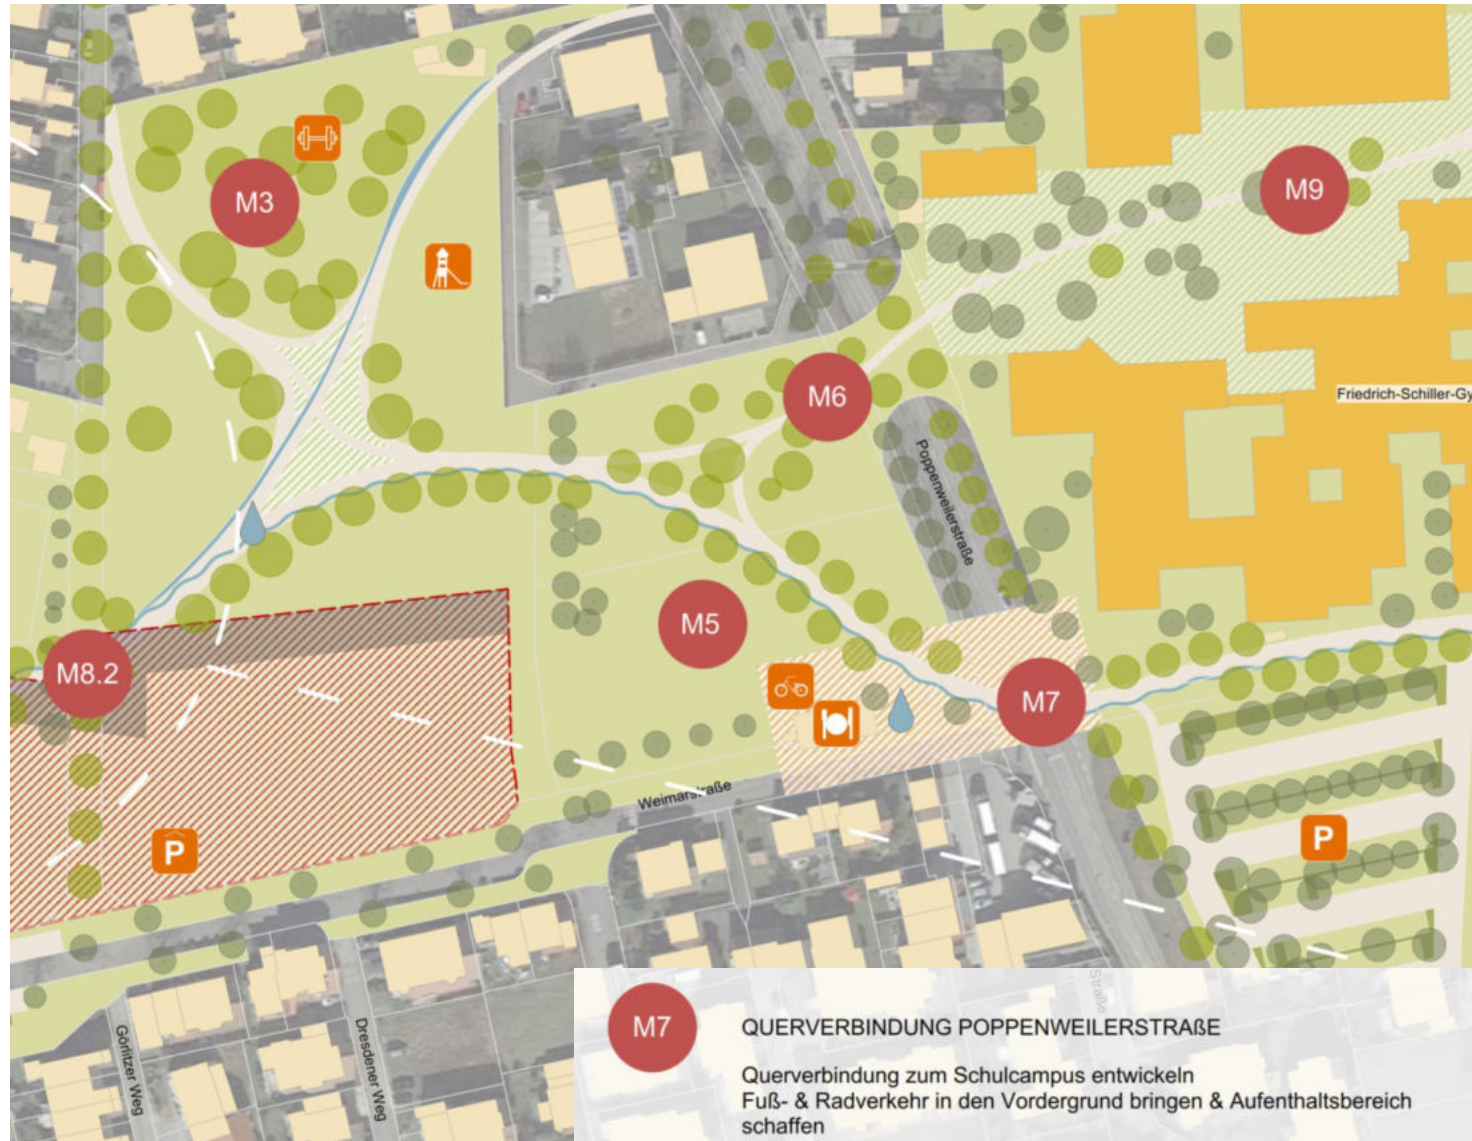 M3
M9
M6
Friedrich-Schiller-Gy
Poppenweilerstraße
M5
M8.2
M7
Weimarstraße
P
P
Straße
Görlitzer Weg
Dresdener Weg
M7
QUERVERBINDUNG POPPENWEILERSTRAßE
Querverbindung zum Schulcampus entwickeln
Fuß- & Radverkehr in den Vordergrund bringen & Aufenthaltsbereich
schaffen